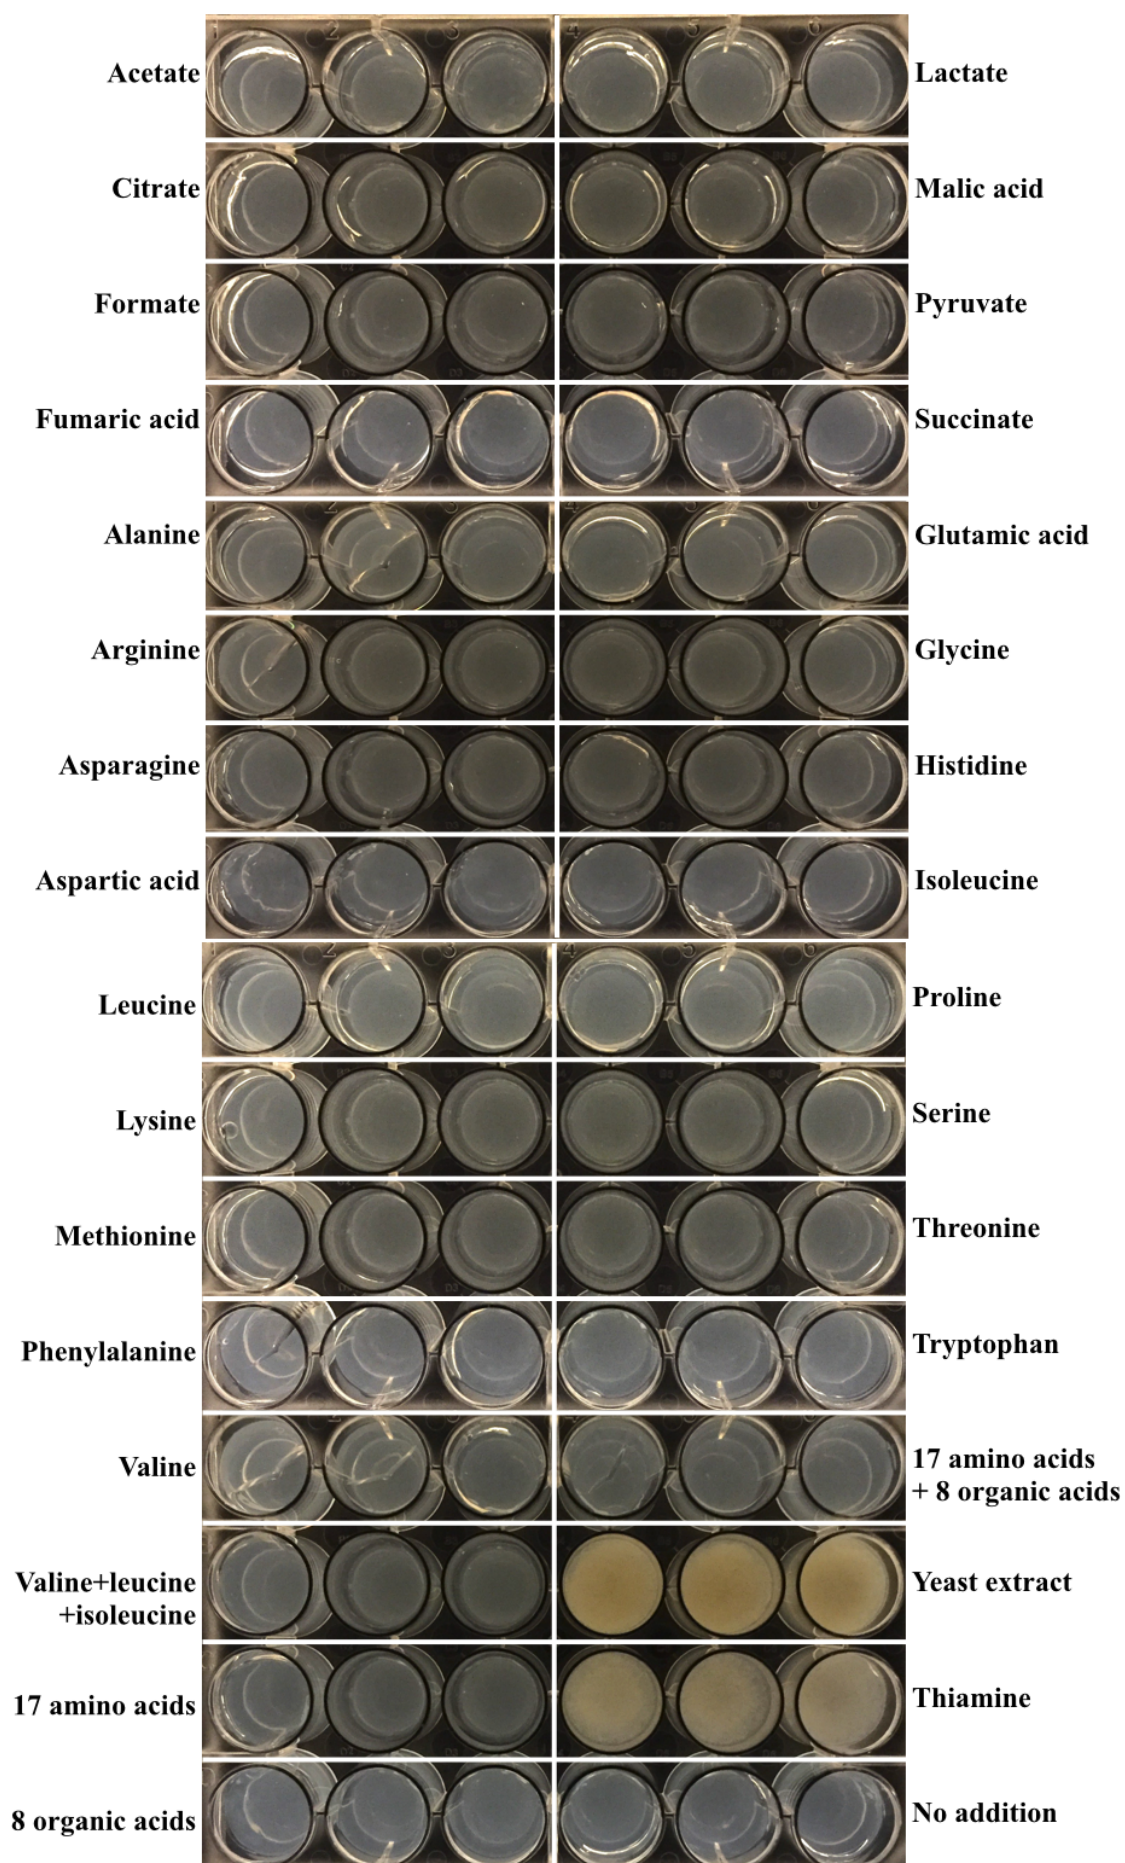 Acetate
Lactate
Citrate
Malic acid
Formate
Pyruvate
Fumaric acid
Succinate
Alanine
Glutamic acid
Arginine
Glycine
Asparagine
Histidine
Aspartic acid
Isoleucine
Leucine
Proline
Lysine
Serine
Methionine
Threonine
Phenylalanine
Tryptophan
Valine
17 amino acids
+ 8 organic acids
Valine+leucine
+isoleucine
Yeast extract
17 amino acids
Thiamine
8 organic acids
No addition